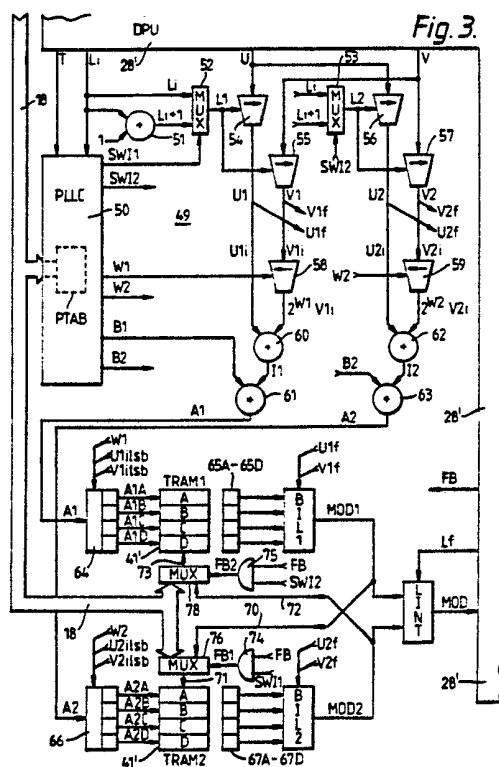 Fig. 3.
DPU
28'
T
Li
52
U
53
V
18
Li
Li
MUX
L1
MUX
L2
Li+1
Li+1
1
51
54
55
56
57
SWI1
SWI2
PLLC
SWI2
50
49
U1
V1
V1f
U1f
U2
V2
V2f
U2f
PTAB
W1
W2
U1i
V1i
58
W2
U2i
V2i
59
2W1 V1i
2W2 V2i
B1
B2
60
62
I1
B2
I2
61
63
A1
A2
28'
W1
U1ilsb
V1ilsb
65A-65D
U1f
V1f
FB
A1
A1A
A1B
A1C
A1D
TRAM1
A
B
C
D
BIL1
MOD1
64
41'
73
75
Lf
MUX
FB2
FB
SWI2
78
72
LINT
MOD
18
70
W2
U2ilsb
V2ilsb
76
74
MUX
FB1
FB
SWI1
U2f
V2f
71
A2
A2A
A2B
A2C
A2D
A
B
C
D
BIL2
MOD2
28'
66
41'
TRAM2
67A-67D